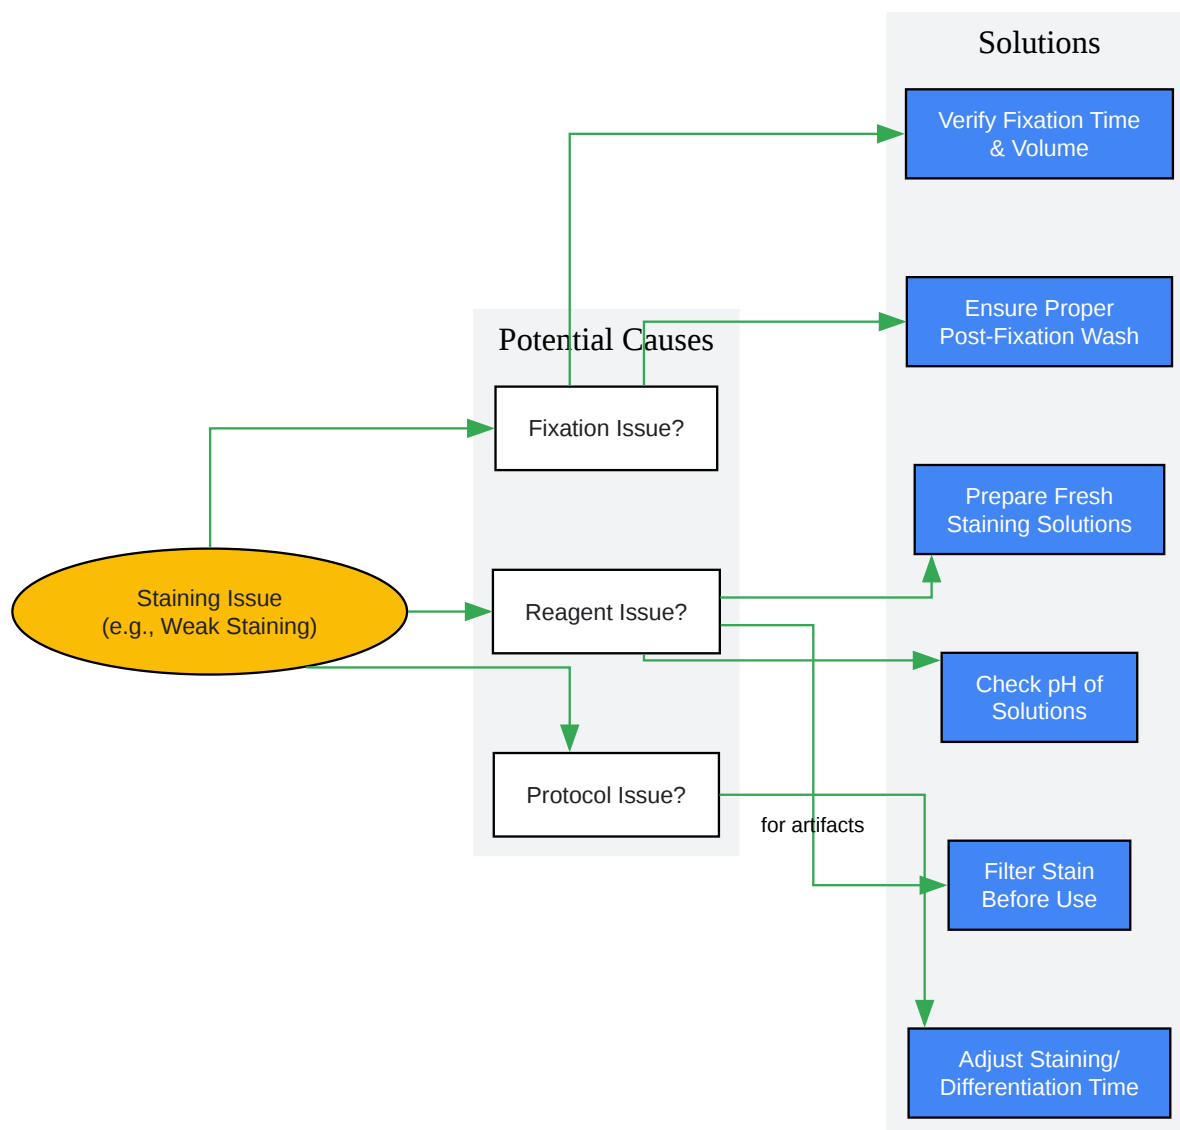 Solutions
Verify Fixation Time
& Volume
Ensure Proper
Post-Fixation Wash
Potential Causes
Fixation Issue?
Prepare Fresh
Staining Solutions
Staining Issue
(e.g., Weak Staining)
Reagent Issue?
Check pH of
Solutions
Protocol Issue?
for artifacts
Filter Stain
Before Use
Adjust Staining/
Differentiation Time